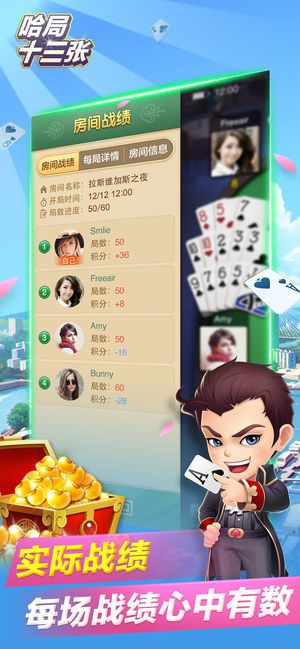 哈局
十三张
12:00
房间战绩
Freeair
房间战绩
每局详情
房间信息
房间名称： 拉斯维加斯之夜
开局时间： 12/12 12:00
局数进度： 50/60
1
Smlie
局数： 50
积分： +36
自己
2
Freeair
局数： 50
积分： +8
3
Amy
局数： 50
积分： -16
4
Bunny
局数： 60
积分： -28
8 5 7
Amy
A
实际战绩
每场战绩心中有数